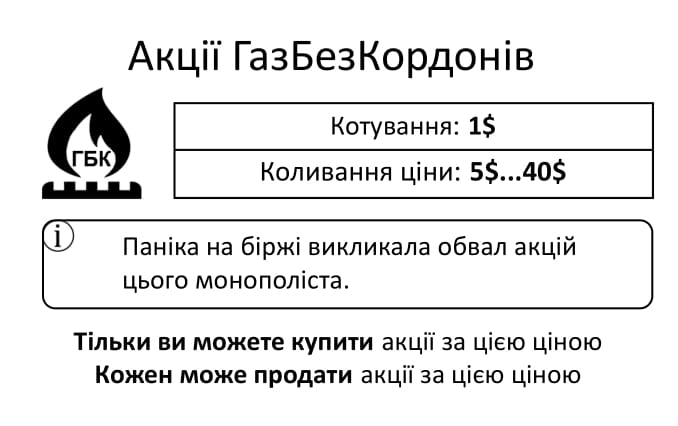 Акції ГазБезКордонів
ГБК
Котування: 1$
Коливання ціни: 5$...40$
i
Паніка на біржі викликала обвал акцій
цього монополіста.
Тільки ви можете купити акції за цією ціною
Кожен може продати акції за цією ціною